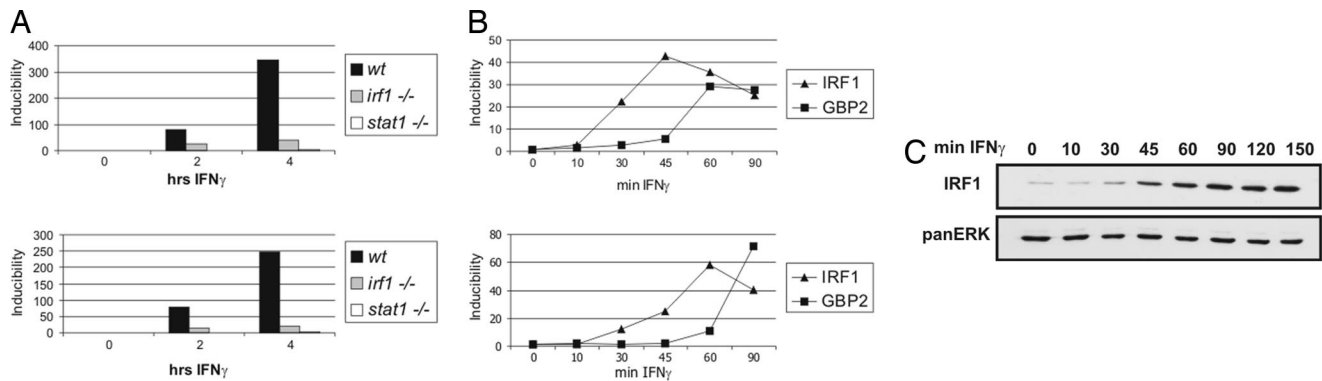 A
Inducibility
400
300
200
100
0
0 2 4
hrs IFNγ
wt
irf1 -/-
stat1 -/-
Inducibility
300
250
200
150
100
50
0
0 2 4
hrs IFNγ
wt
irf1 -/-
stat1 -/-
B
Inducibility
50
40
30
20
10
0
0 10 30 45 60 90
min IFNγ
IRF1
GBP2
Inducibility
80
60
40
20
0
0 10 30 45 60 90
min IFNγ
IRF1
GBP2
C
min IFNγ 0 10 30 45 60 90 120 150
IRF1
panERK